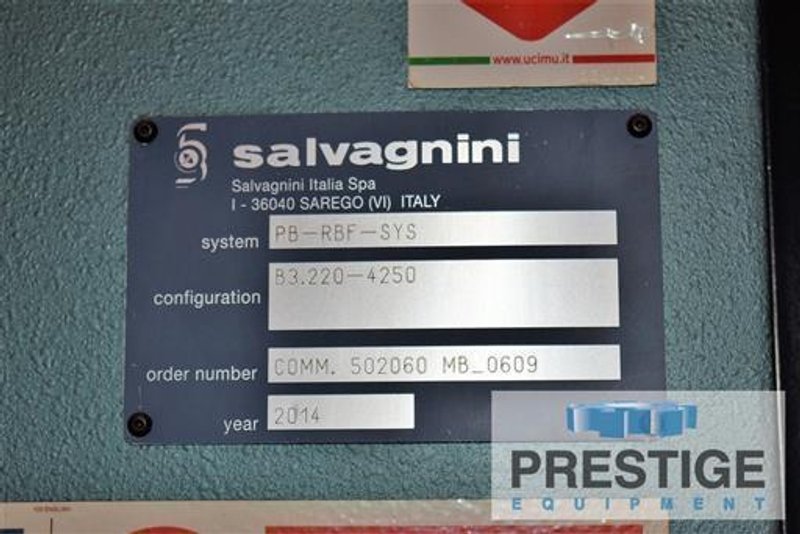 www.ucimu.it
salvagnini
Salvagnini Italia Spa
I - 36040 SAREGO (VI) ITALY
system PB-RBF-SYS
configuration B3.220-4250
order number COMM. 502060 MB_0609
year 2014
PRESTIGE
EQUIPMENT